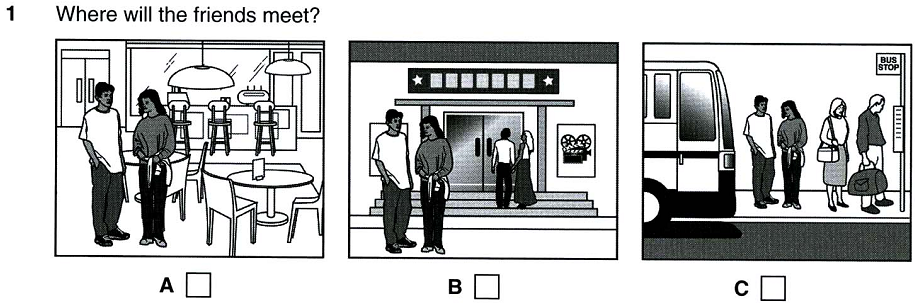 1 Where will the friends meet?
BUS
STOP
A
B
C